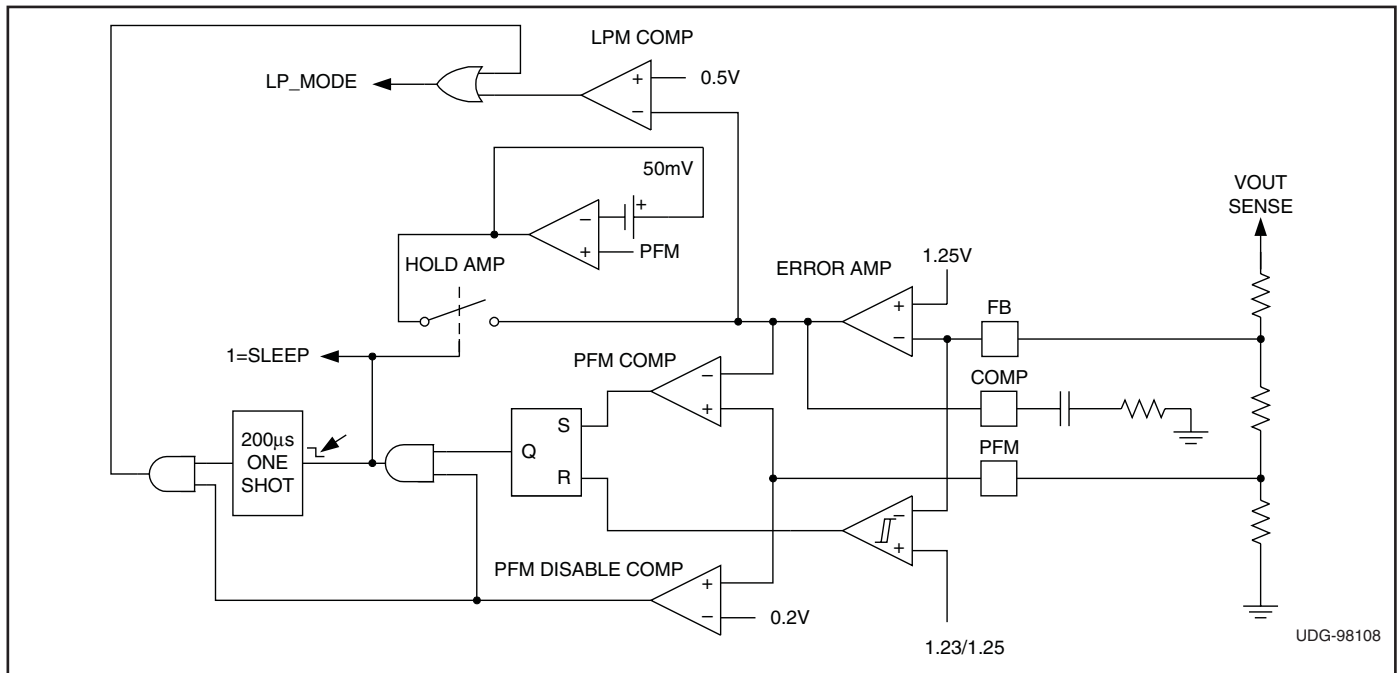 LPM COMP
+
0.5V
LP_MODE
−
50mV
+
−
+
PFM
VOUT
SENSE
HOLD AMP
ERROR AMP
1.25V
+
−
FB
1=SLEEP
PFM COMP
−
+
COMP
200µs
ONE
SHOT
S
Q
R
PFM
−
+
PFM DISABLE COMP
+
−
0.2V
1.23/1.25
UDG-98108